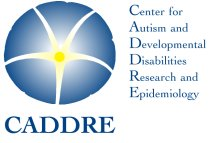 Center for
Autism and
Developmental
Disabilities
Research and
Epidemiology
CADDRE